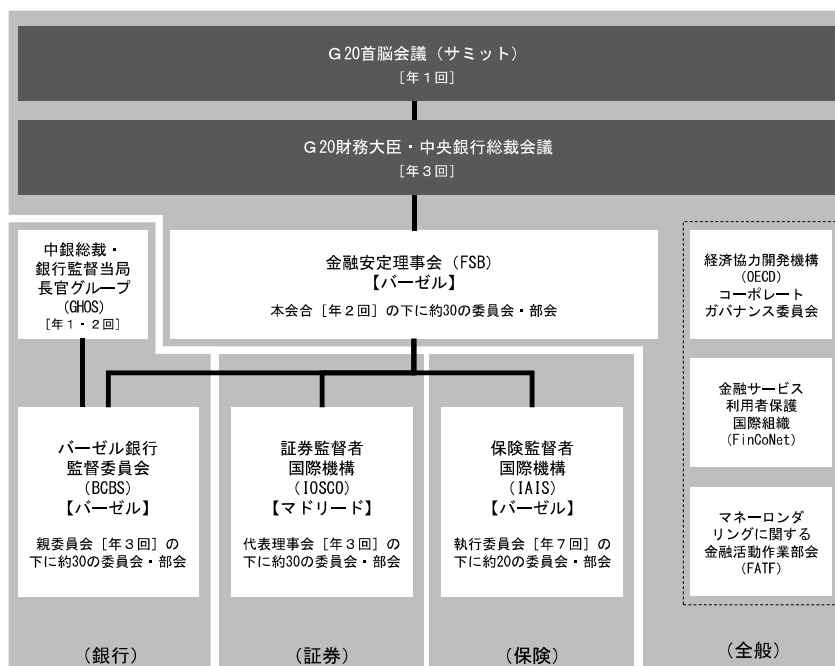 G20首脳会議（サミット）
［年1回］
G20財務大臣・中央銀行総裁会議
［年3回］
中銀総裁・
銀行監督当局
長官グループ
(GHOS)
［年1・2回］
金融安定理事会(FSB)
【バーゼル】
本会合［年2回］の下に約30の委員会・部会
経済協力開発機構
(OECD)
コーポレート
ガバナンス委員会
金融サービス
利用者保護
国際組織
(FinCoNet)
マネーロンダ
リングに関する
金融活動作業部会
(FATF)
バーゼル銀行
監督委員会
(BCBS)
【バーゼル】
親委員会［年3回］の
下に約30の委員会・部会
証券監督者
国際機構
(IOSCO)
【マドリード】
代表理事会［年3回］の
下に約30の委員会・部会
保険監督者
国際機構
(IAIS)
【バーゼル】
執行委員会［年7回］の
下に約20の委員会・部会
（銀行）
（証券）
（保険）
（全般）